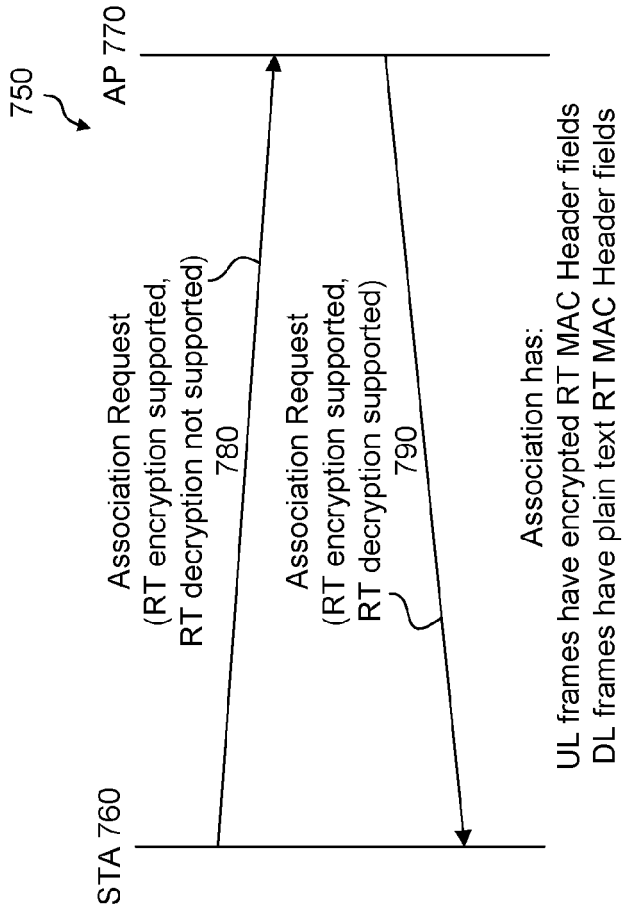 750
STA 760
AP 770
Association Request
(RT encryption supported,
RT decryption not supported)
780
Association Request
(RT encryption supported,
RT decryption supported)
790
Association has:
UL frames have encrypted RT MAC Header fields
DL frames have plain text RT MAC Header fields